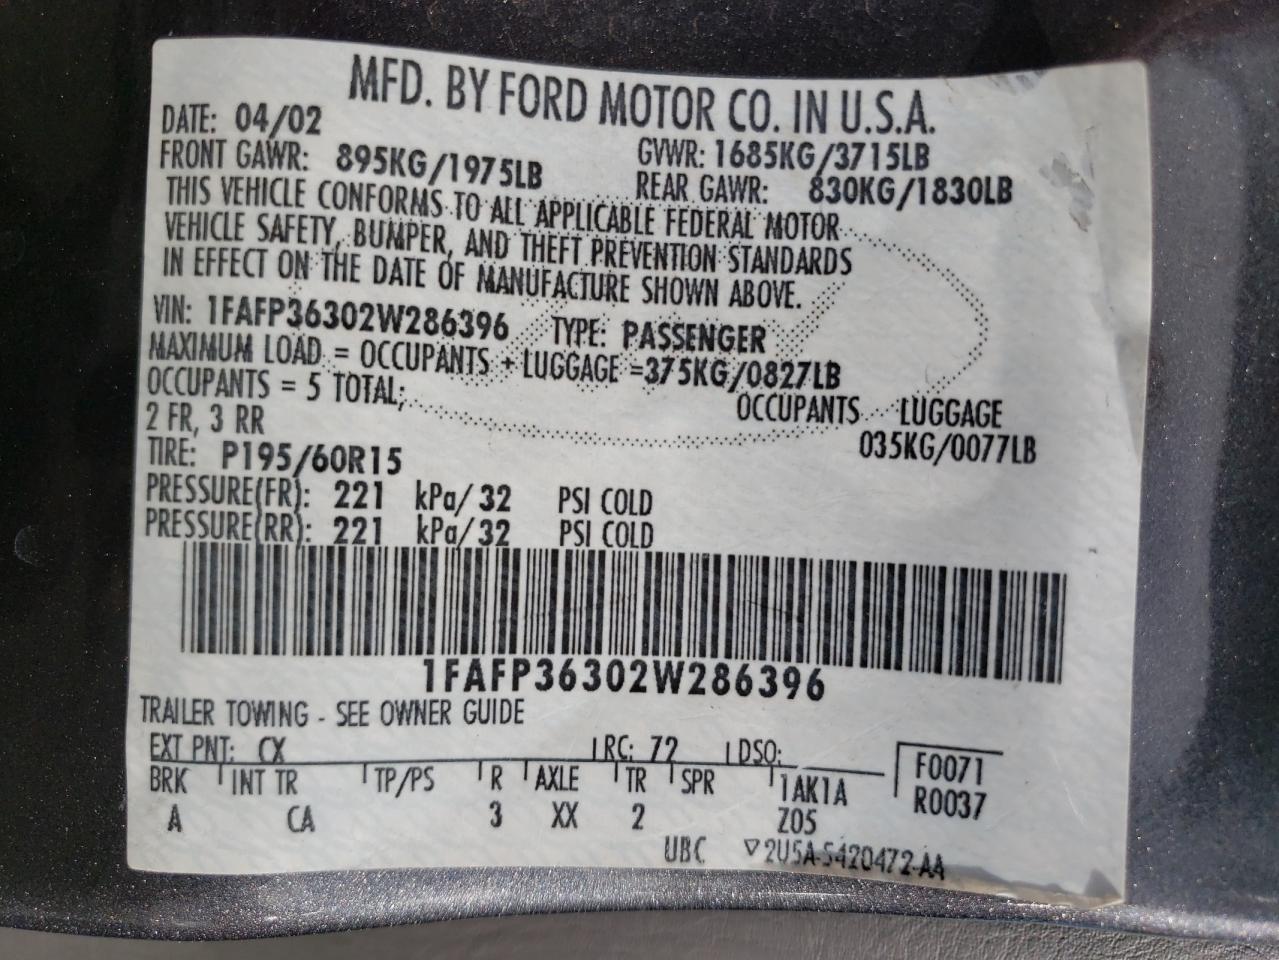 MFD. BY FORD MOTOR CO. IN U.S.A.
DATE: 04/02
FRONT GAWR: 895KG/1975LB
GVWR: 1685KG/3715LB
REAR GAWR: 830KG/1830LB
THIS VEHICLE CONFORMS TO ALL APPLICABLE FEDERAL MOTOR
VEHICLE SAFETY, BUMPER, AND THEFT PREVENTION STANDARDS
IN EFFECT ON THE DATE OF MANUFACTURE SHOWN ABOVE.
VIN: 1FAFP36302W286396 TYPE: PASSENGER
MAXIMUM LOAD = OCCUPANTS + LUGGAGE =375KG/0827LB
OCCUPANTS = 5 TOTAL; OCCUPANTS LUGGAGE
2 FR, 3 RR 035KG/0077LB
TIRE: P195/60R15
PRESSURE(FR): 221 kPa/ 32 PSI COLD
PRESSURE(RR): 221 kPa/ 32 PSI COLD
1FAFP36302W286396
TRAILER TOWING - SEE OWNER GUIDE
EXT PNT: CX RC: 72 DSO:
F0071
BRK INT TR TP/PS R AXLE TR SPR 1AK1A
R0037
A CA 3 XX 2 Z05
UBC ▽2U5A-5420472-AA